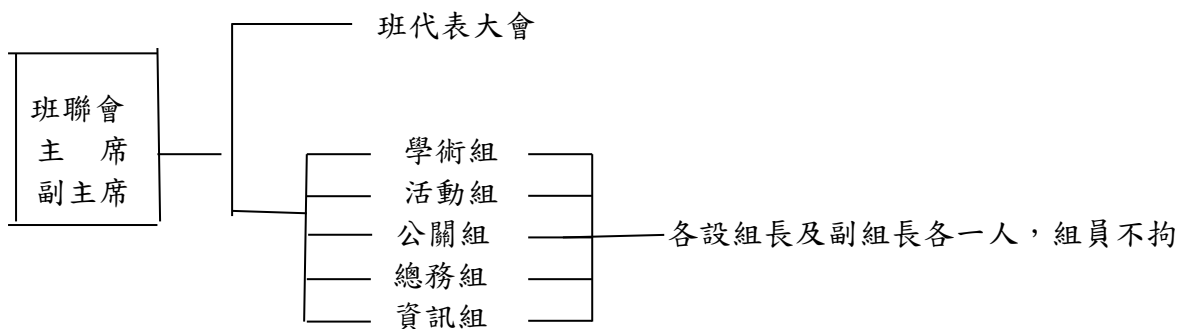 班代表大會
班聯會
主 席
副主席
學術組
活動組
公關組
總務組
資訊組
各設組長及副組長各一人，組員不拘